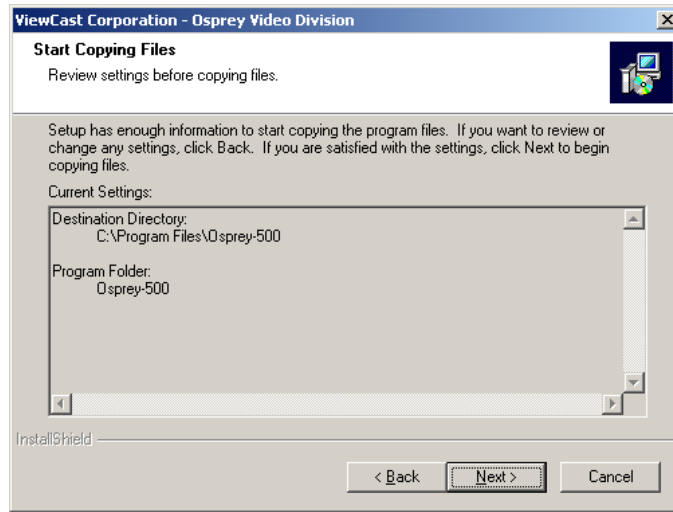 ViewCast Corporation - Osprey Video Division
Start Copying Files
Review settings before copying files.
Setup has enough information to start copying the program files.  If you want to review or
change any settings, click Back.  If you are satisfied with the settings, click Next to begin
copying files.
Current Settings:
Destination Directory:
C:\Program Files\Osprey-500
Program Folder:
Osprey-500
InstallShield
< Back
Next >
Cancel